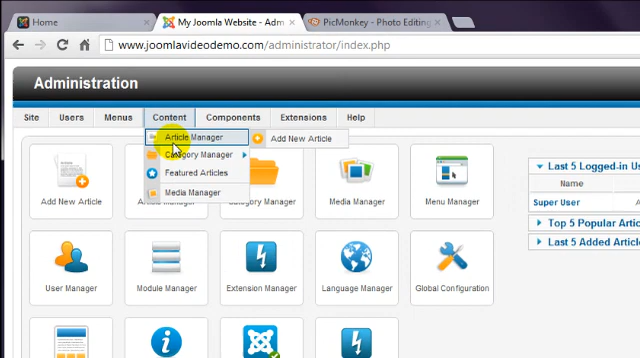 Home
My Joomla Website - Adm
PicMonkey - Photo Editing
www.joomlavideodemo.com/administrator/index.php
Administration
Site Users Menus Content Components Extensions Help
Article Manager
Add New Article
Category Manager
Featured Articles
Media Manager
Add New Article
Category Manager
Media Manager
Menu Manager
User Manager
Module Manager
Extension Manager
Language Manager
Global Configuration
Last 5 Logged-in Us
Name
Super User
Top 5 Popular Artic
Last 5 Added Article